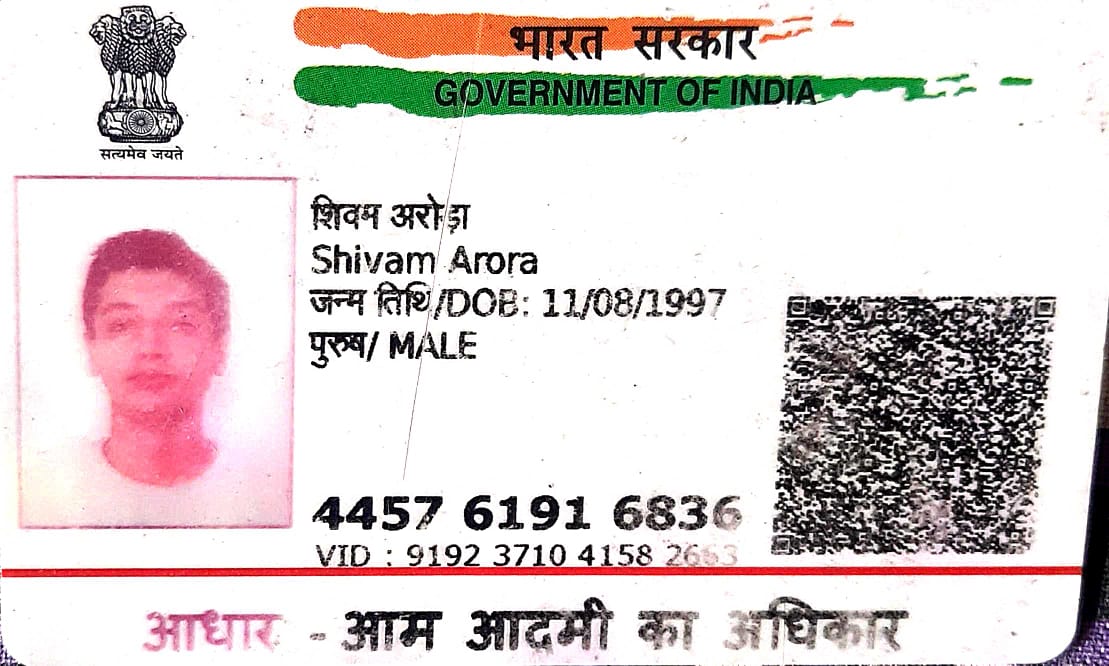 भारत सरकार
GOVERNMENT OF INDIA
सत्यमेव जयते
शिवम अरोड़ा
Shivam Arora
जन्म तिथि/DOB: 11/08/1997
पुरुष/ MALE
4457 6191 6836
VID : 9192 3710 4158 2663
आधार - आम आदमी का अधिकार